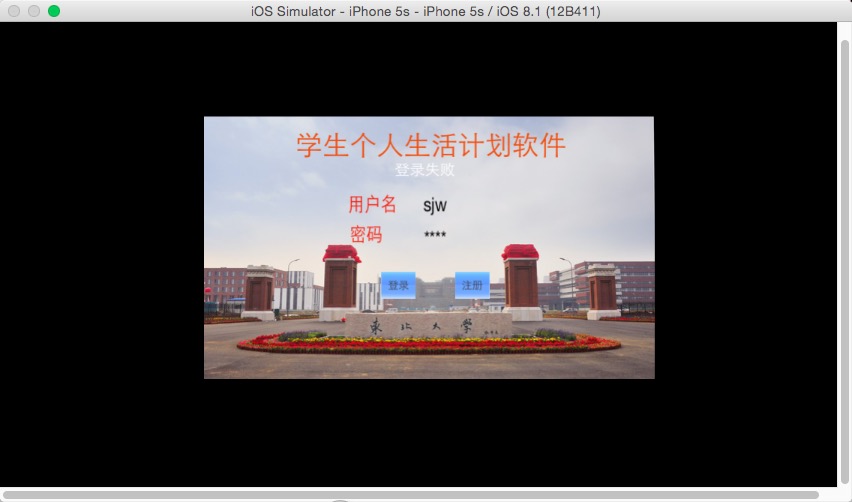 iOS Simulator - iPhone 5s - iPhone 5s / iOS 8.1 (12B411)
学生个人生活计划软件
登录失败
用户名 sjw
密码 ****
登录 注册
东北大学